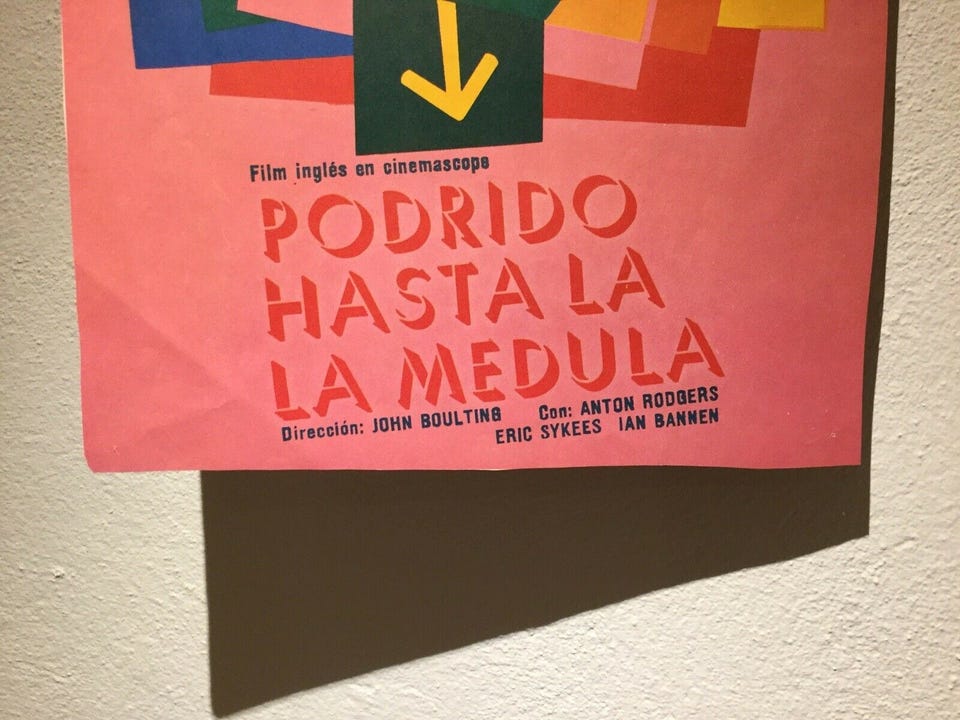 Film inglés en cinemascope
PODRIDO
HASTA LA
LA MEDULA
Dirección: JOHN BOULTING Con: ANTON RODGERS
ERIC SYKEES IAN BANNEN